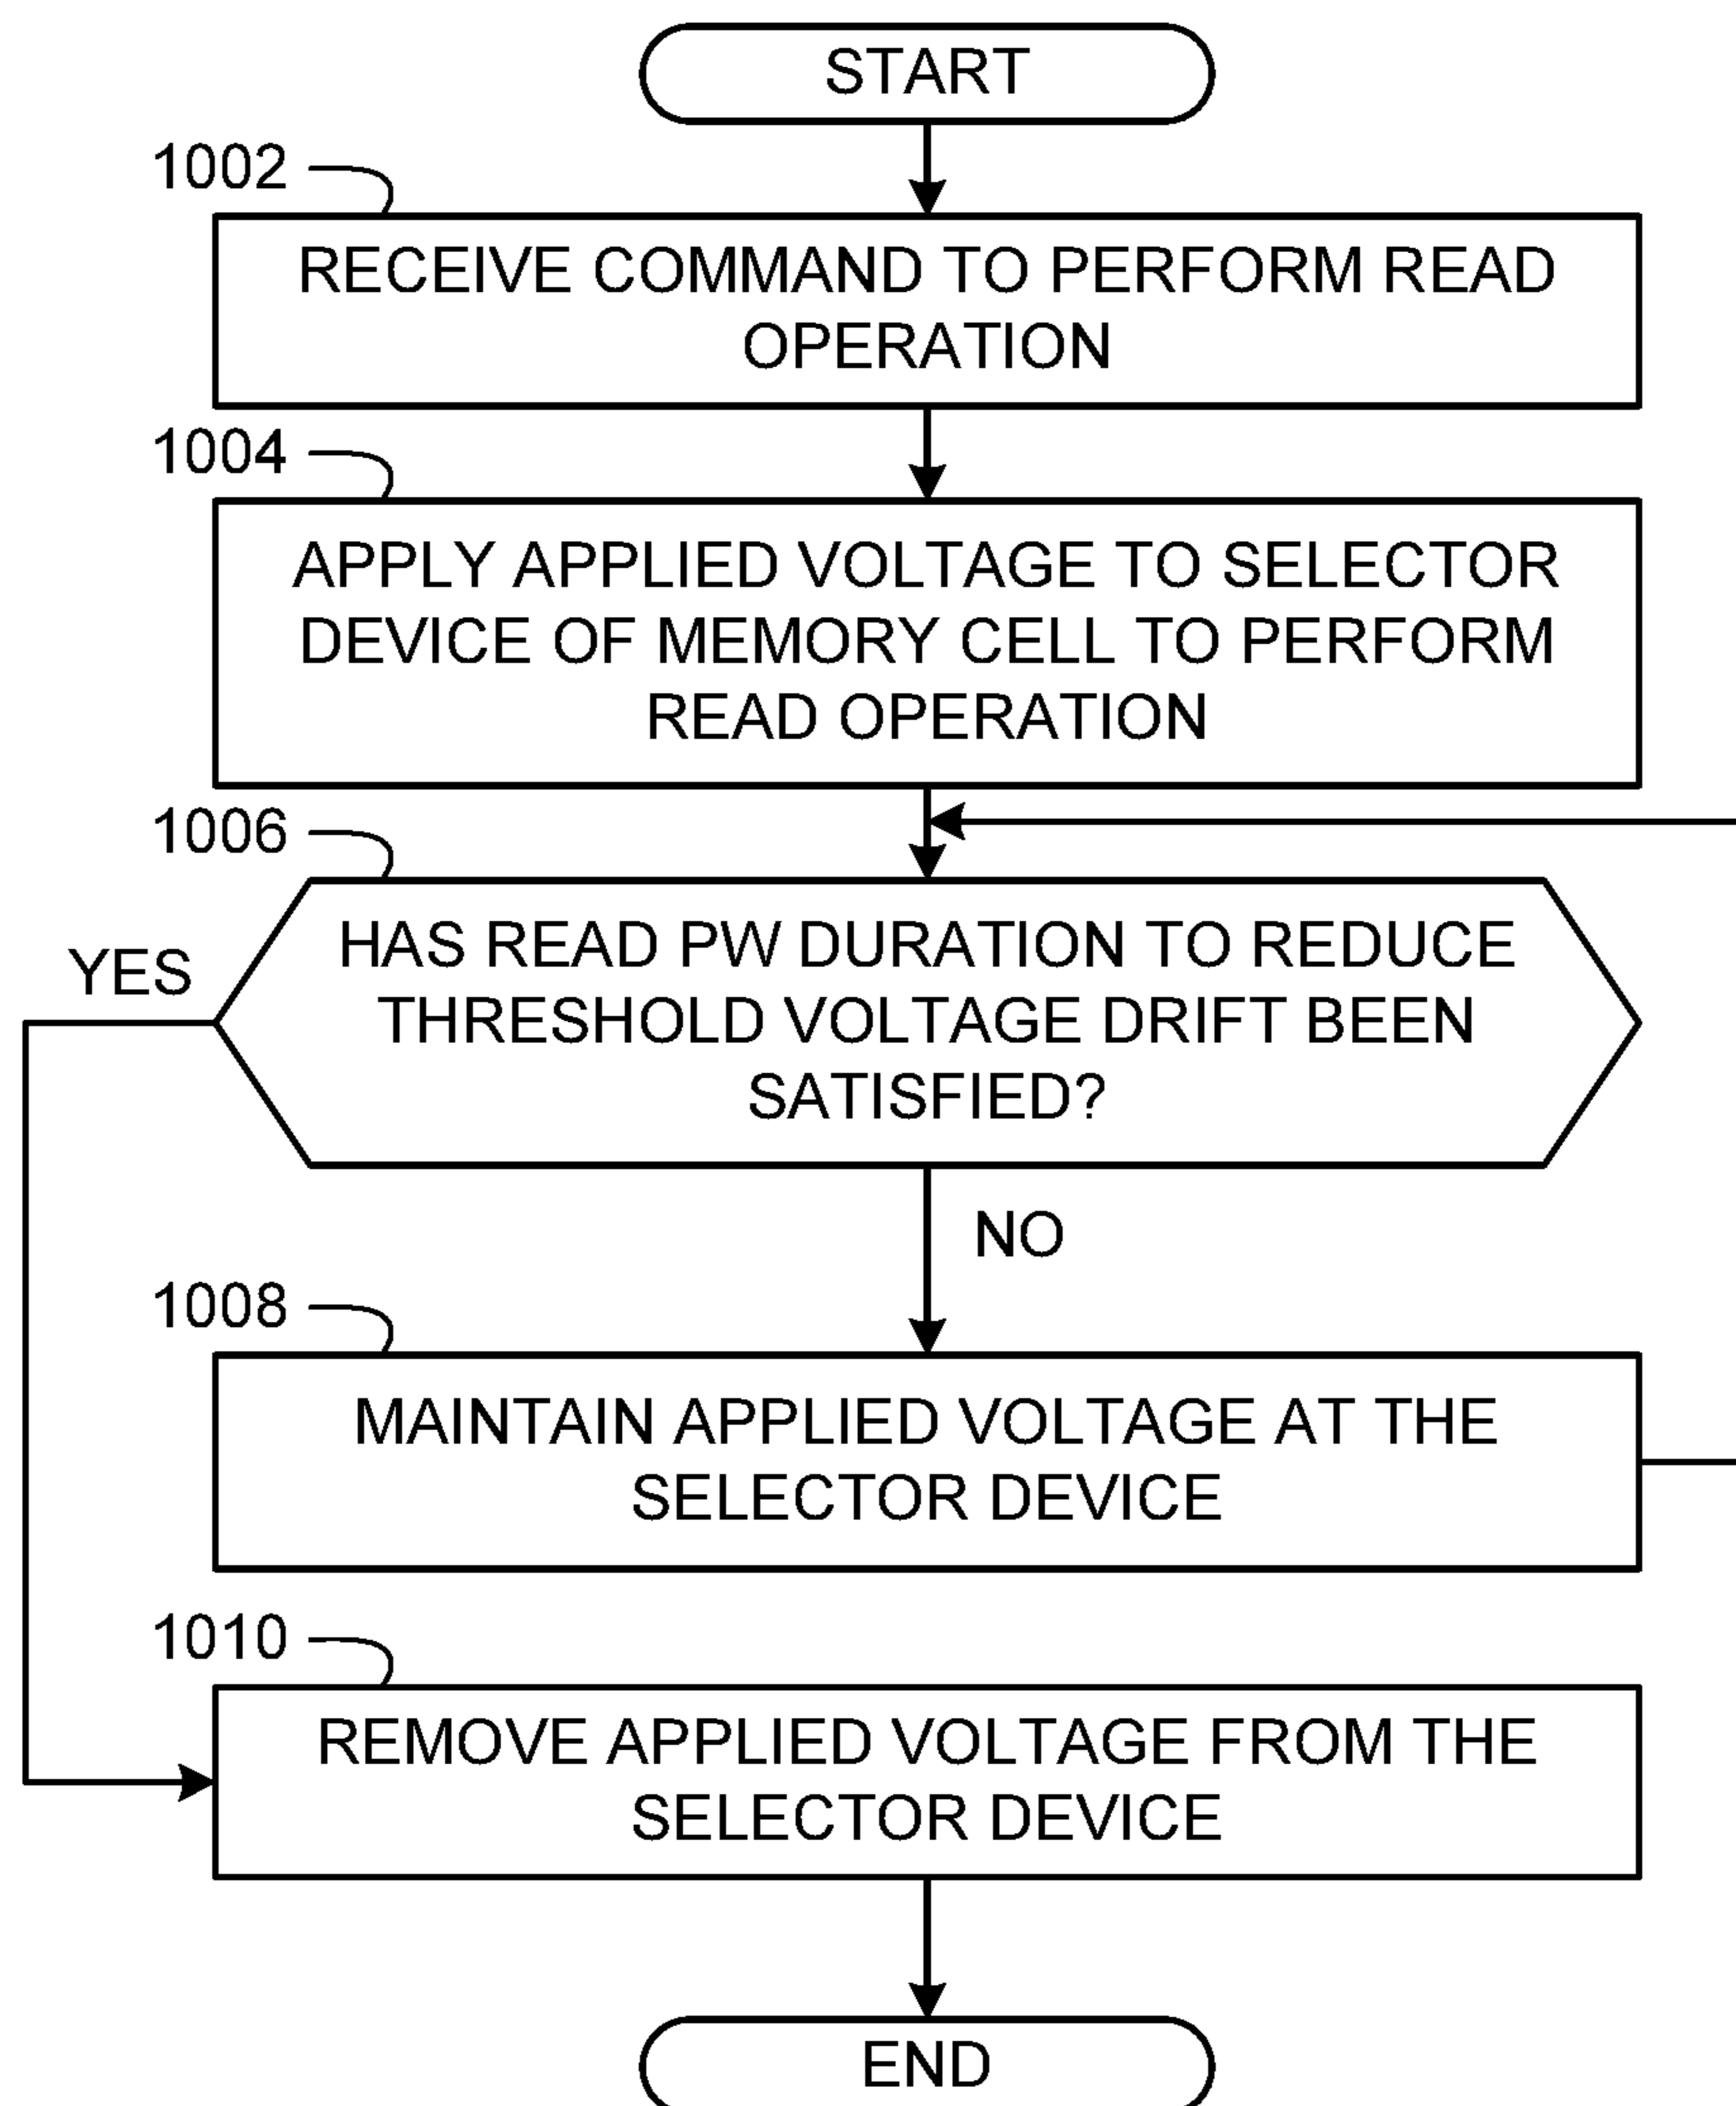 START
1002
RECEIVE COMMAND TO PERFORM READ
OPERATION
1004
APPLY APPLIED VOLTAGE TO SELECTOR
DEVICE OF MEMORY CELL TO PERFORM
READ OPERATION
1006
YES
HAS READ PW DURATION TO REDUCE
THRESHOLD VOLTAGE DRIFT BEEN
SATISFIED?
NO
1008
MAINTAIN APPLIED VOLTAGE AT THE
SELECTOR DEVICE
1010
REMOVE APPLIED VOLTAGE FROM THE
SELECTOR DEVICE
END